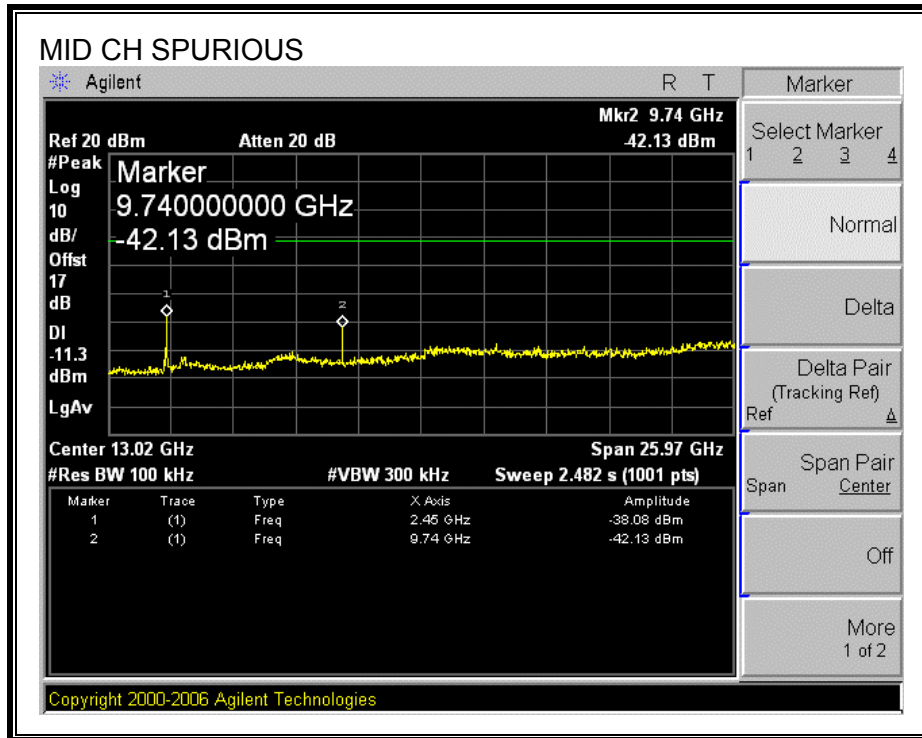 MID CH SPURIOUS
Agilent R T
Mkr2 9.74 GHz
Ref 20 dBm Atten 20 dB -42.13 dBm
#Peak
Log
10
dB/
Offst
17
dB
DI
-11.3
dBm
LgAv
Marker
9.740000000 GHz
-42.13 dBm
1
2
Center 13.02 GHz Span 25.97 GHz
#Res BW 100 kHz #VBW 300 kHz Sweep 2.482 s (1001 pts)
Marker Trace Type X Axis Amplitude
1 (1) Freq 2.45 GHz -38.08 dBm
2 (1) Freq 9.74 GHz -42.13 dBm
Copyright 2000-2006 Agilent Technologies
Marker
Select Marker
1 2 3 4
Normal
Delta
Delta Pair
(Tracking Ref)
Ref Δ
Span Pair
Span Center
Off
More
1 of 2